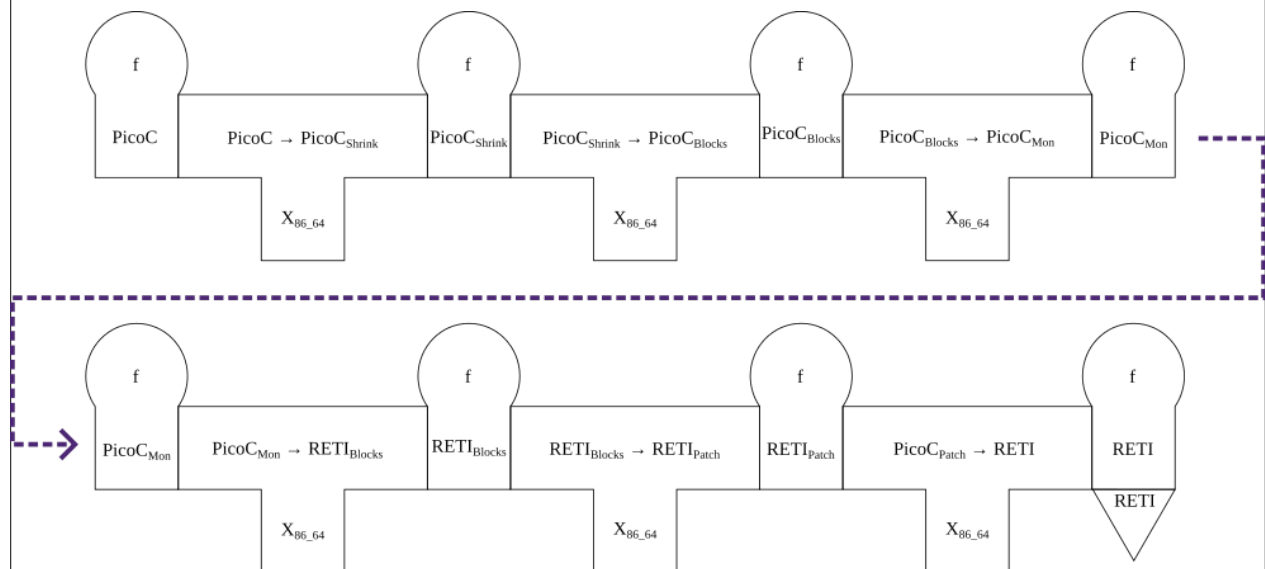 f f f f
PicoC PicoC → PicoC_Shrink PicoC_Shrink PicoC_Shrink → PicoC_Blocks PicoC_Blocks PicoC_Blocks → PicoC_Mon PicoC_Mon
X_86_64 X_86_64 X_86_64
f f f f
PicoC_Mon PicoC_Mon → RETI_Blocks RETI_Blocks RETI_Blocks → RETI_Patch RETI_Patch PicoC_Patch → RETI RETI
RETI
X_86_64 X_86_64 X_86_64